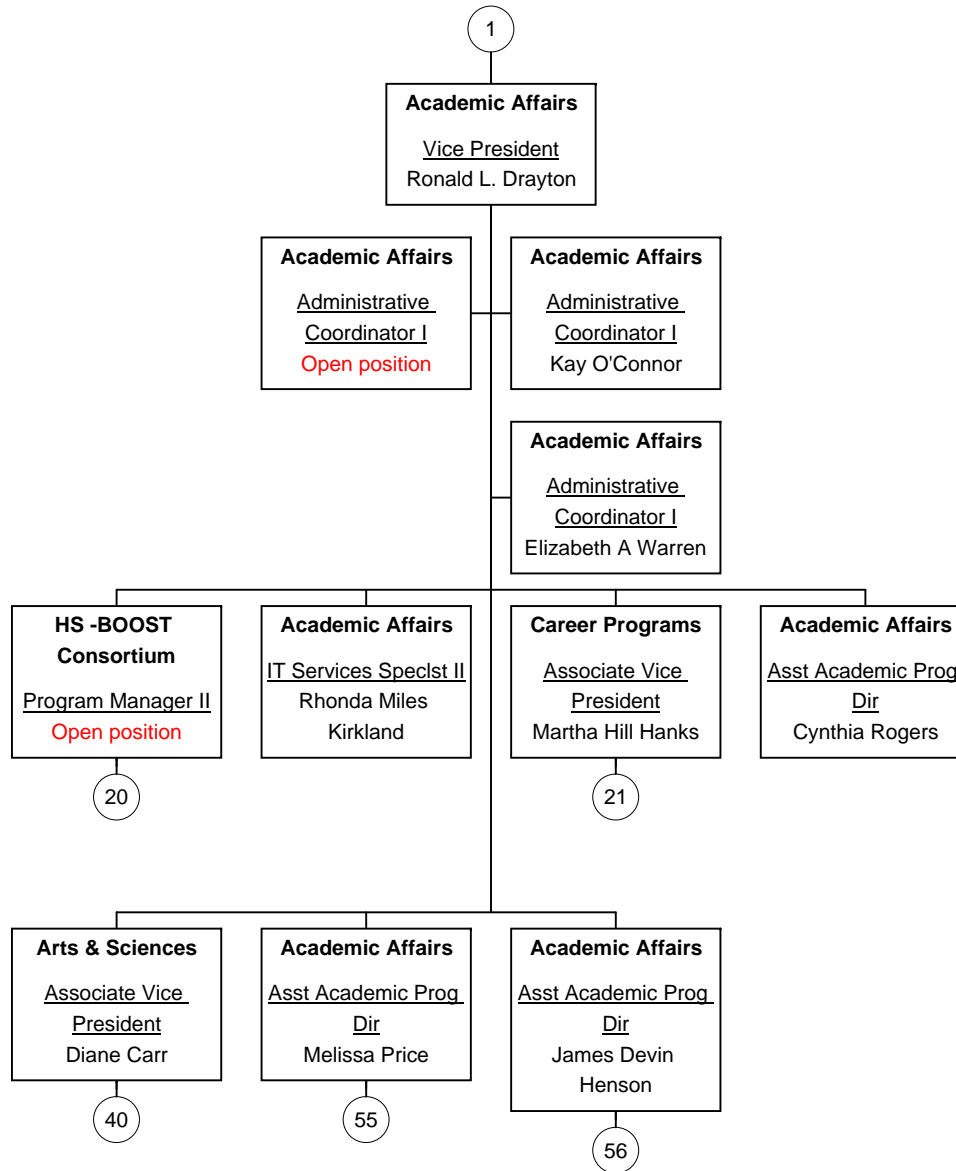 1
Academic Affairs
Vice President
Ronald L. Drayton
Academic Affairs
Administrative
Coordinator I
Open position
Academic Affairs
Administrative
Coordinator I
Kay O'Connor
Academic Affairs
Administrative
Coordinator I
Elizabeth A Warren
HS -BOOST
Consortium
Program Manager II
Open position
20
Academic Affairs
IT Services Speclst II
Rhonda Miles
Kirkland
Career Programs
Associate Vice
President
Martha Hill Hanks
21
Academic Affairs
Asst Academic Prog
Dir
Cynthia Rogers
Arts & Sciences
Associate Vice
President
Diane Carr
40
Academic Affairs
Asst Academic Prog
Dir
Melissa Price
55
Academic Affairs
Asst Academic Prog
Dir
James Devin
Henson
56